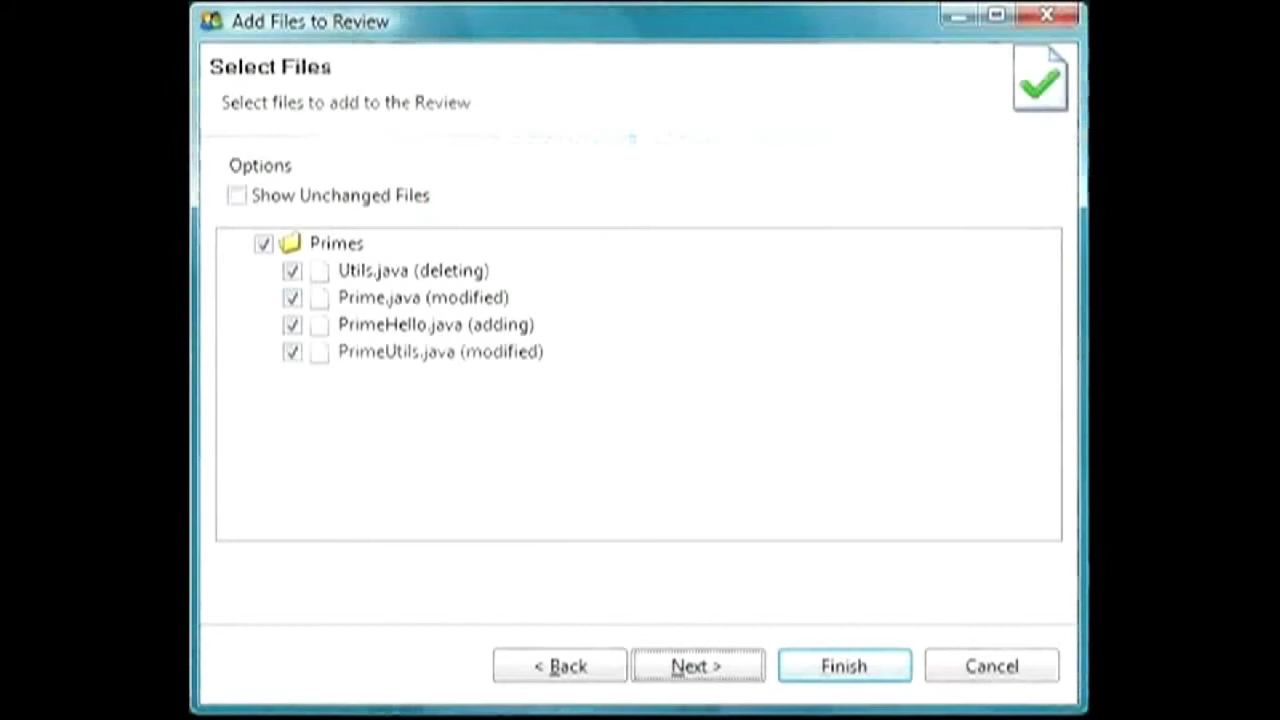 Add Files to Review
Select Files
Select files to add to the Review
Options
Show Unchanged Files
Primes
Utils.java (deleting)
Prime.java (modified)
PrimeHello.java (adding)
PrimeUtils.java (modified)
< Back Next > Finish Cancel